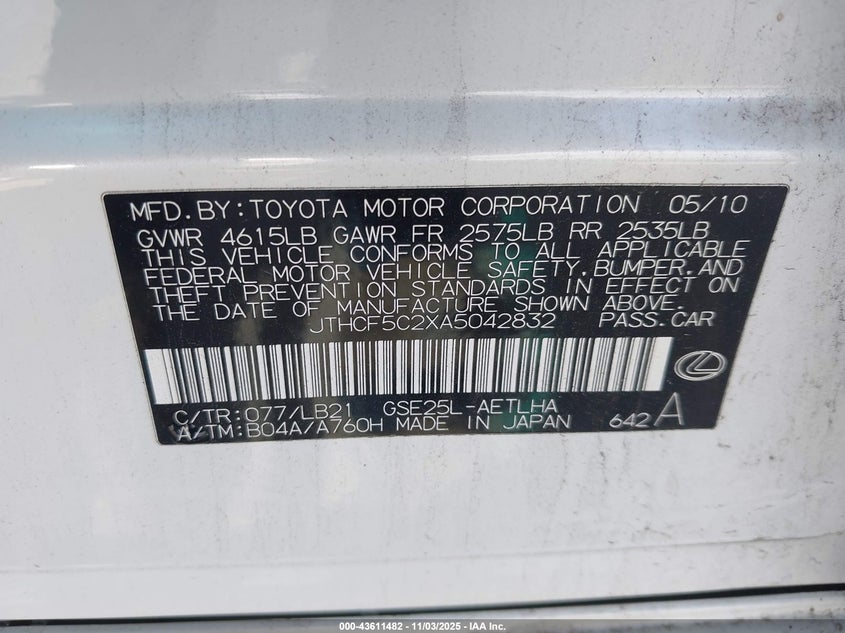 MFD.BY:TOYOTA MOTOR CORPORATION 05/10
GVWR 4615LB GAWR FR 2575LB RR 2535LB
THIS VEHICLE CONFORMS TO ALL APPLICABLE
FEDERAL MOTOR VEHICLE SAFETY,BUMPER,AND
THEFT PREVENTION STANDARDS IN EFFECT ON
THE DATE OF MANUFACTURE SHOWN ABOVE.
JTHCF5C2XA5042832 PASS.CAR
C/TR:077/LB21 GSE25L-AETLHA
A/TM:B04A/A760H MADE IN JAPAN 642A
000-43611482 - 11/03/2025 - IAA Inc.